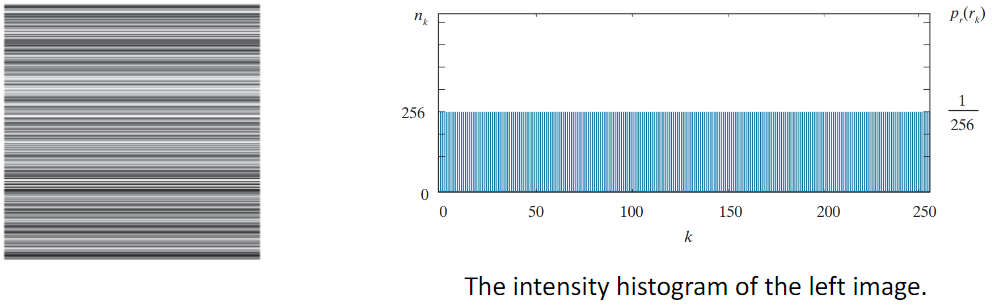 n_k
p_r(r_k)
256
1
256
0
0 50 100 150 200 250
k
The intensity histogram of the left image.